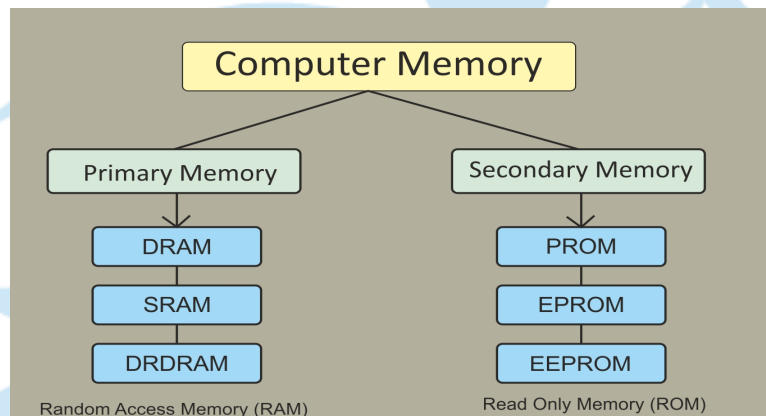 Computer Memory
Primary Memory
Secondary Memory
DRAM
PROM
SRAM
EPROM
DRDRAM
EEPROM
Random Access Memory (RAM)
Read Only Memory (ROM)